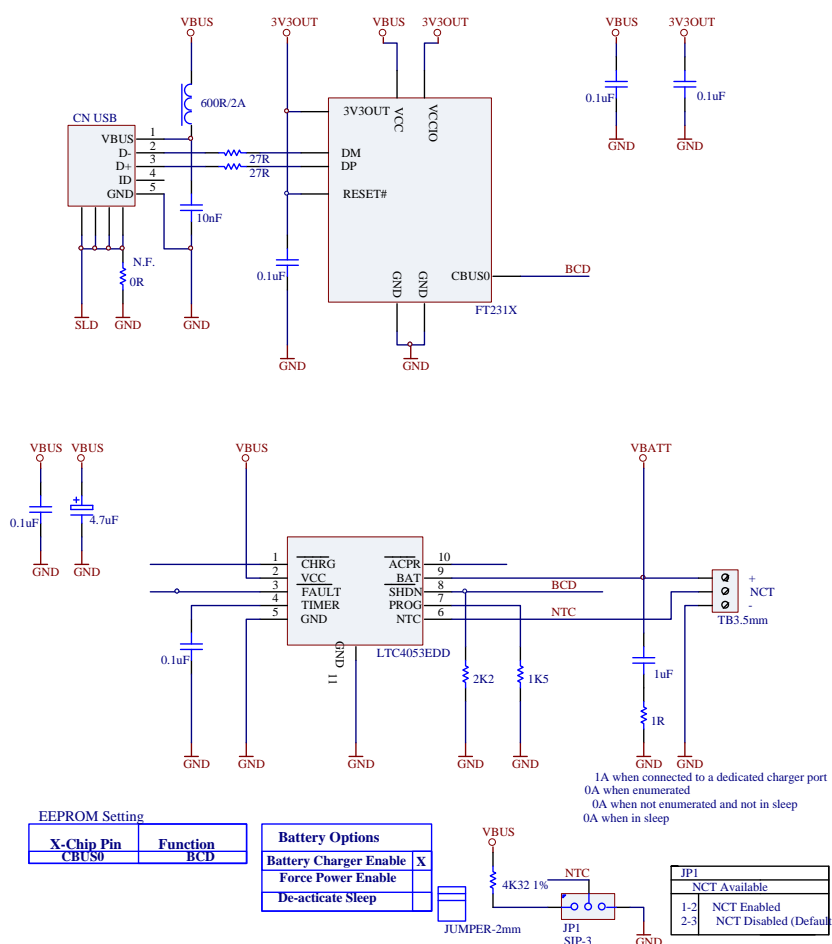 VBUS 3V3OUT VBUS 3V3OUT VBUS 3V3OUT
600R/2A
0.1uF 0.1uF
CN USB
3V3OUT VCC VCCIO
VBUS 1
D- 2 27R DM
D+ 3 27R DP
ID 4
GND 5
RESET#
GND GND
10nF
N.F.
0R
0.1uF
GND GND CBUS0 BCD
FT231X
SLD GND GND
GND GND
VBUS VBUS VBUS VBATT
0.1uF 4.7uF
GND GND
1 CHRG ACPR 10
2 VCC BAT 9
3 FAULT SHDN 8 BCD
4 TIMER PROG 7
5 GND NTC 6 NTC
+
NCT
-
TB3.5mm
GND 11
LTC4053EDD
0.1uF
2K2 1K5 1uF
1R
GND GND GND GND GND GND GND
1A when connected to a dedicated charger port
0A when enumerated
0A when not enumerated and not in sleep
0A when in sleep
EEPROM Setting
X-Chip Pin Function
CBUS0 BCD
Battery Options
Battery Charger Enable X
Force Power Enable
De-acticate Sleep
JUMPER-2mm
VBUS
4K32 1%
NTC
JP1
SIP-3
GND
JP1
NCT Available
1-2 NCT Enabled
2-3 NCT Disabled (Default